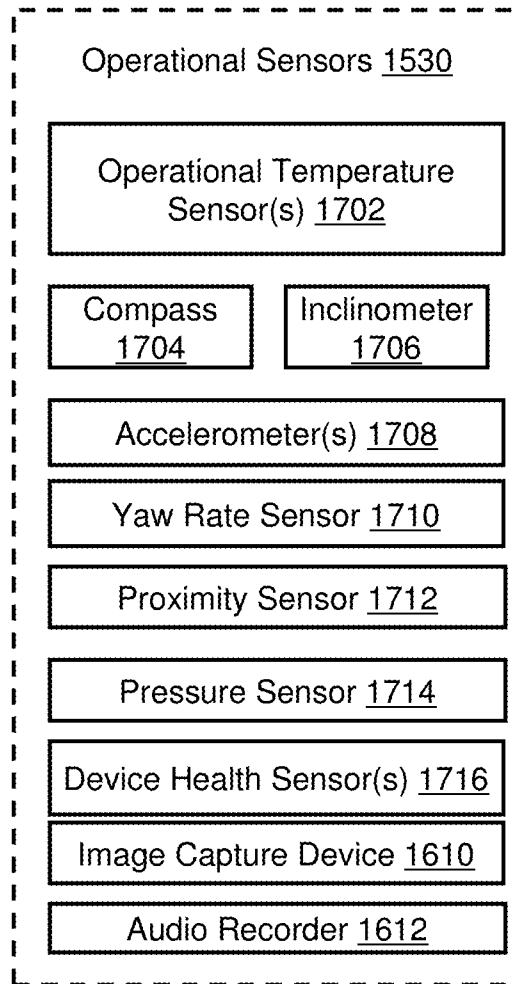 Operational Sensors 1530
Operational Temperature
Sensor(s) 1702
Compass
1704
Inclinometer
1706
Accelerometer(s) 1708
Yaw Rate Sensor 1710
Proximity Sensor 1712
Pressure Sensor 1714
Device Health Sensor(s) 1716
Image Capture Device 1610
Audio Recorder 1612